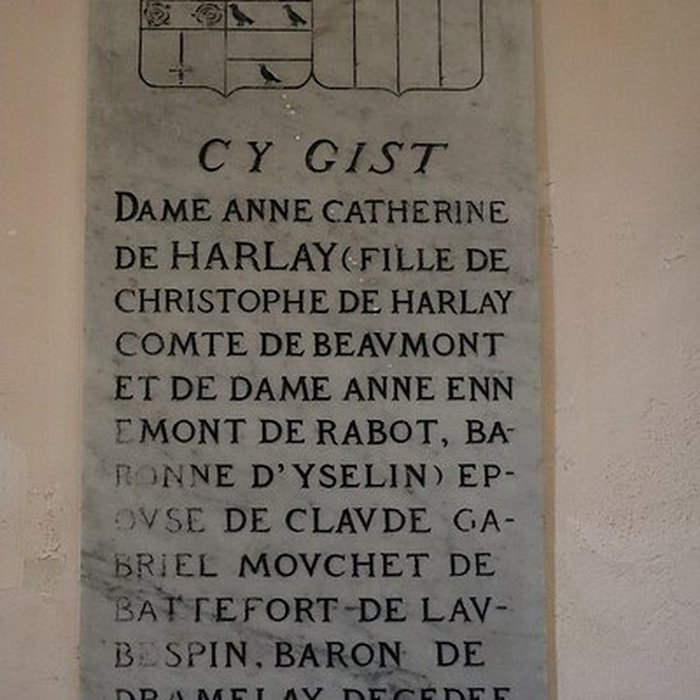 CY GIST
DAME ANNE CATHERINE
DE HARLAY (FILLE DE
CHRISTOPHE DE HARLAY
COMTE DE BEAVMONT
ET DE DAME ANNE ENN
EMONT DE RABOT, BA-
RONNE D'YSELIN) EP-
OVSE DE CLAVDE GA-
BRIEL MOVCHET DE
BATTEFORT-DE LAV-
BESPIN, BARON DE
DRAMELAY DECEDEE